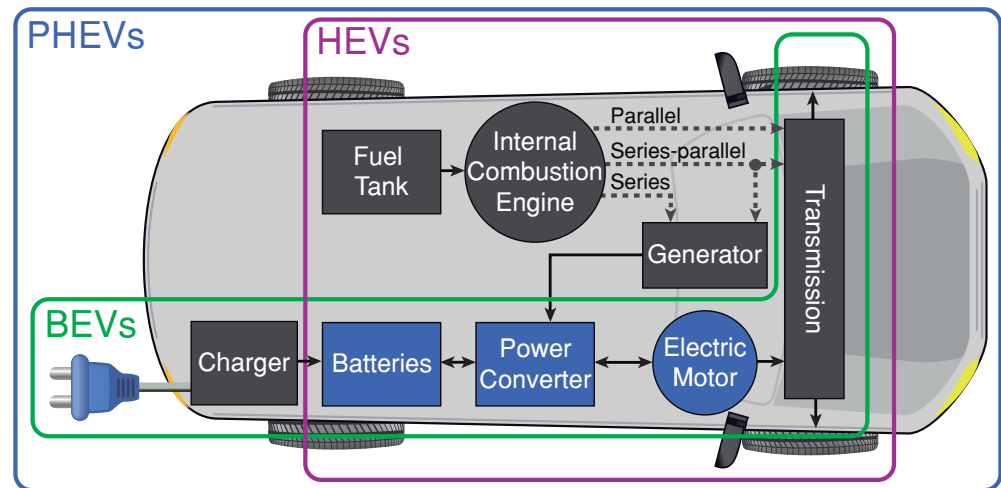 PHEVs
HEVs
Parallel
Fuel
Tank
Internal
Combustion
Engine
Series-parallel
Series
Generator
Transmission
BEVs
Charger
Batteries
Power
Converter
Electric
Motor